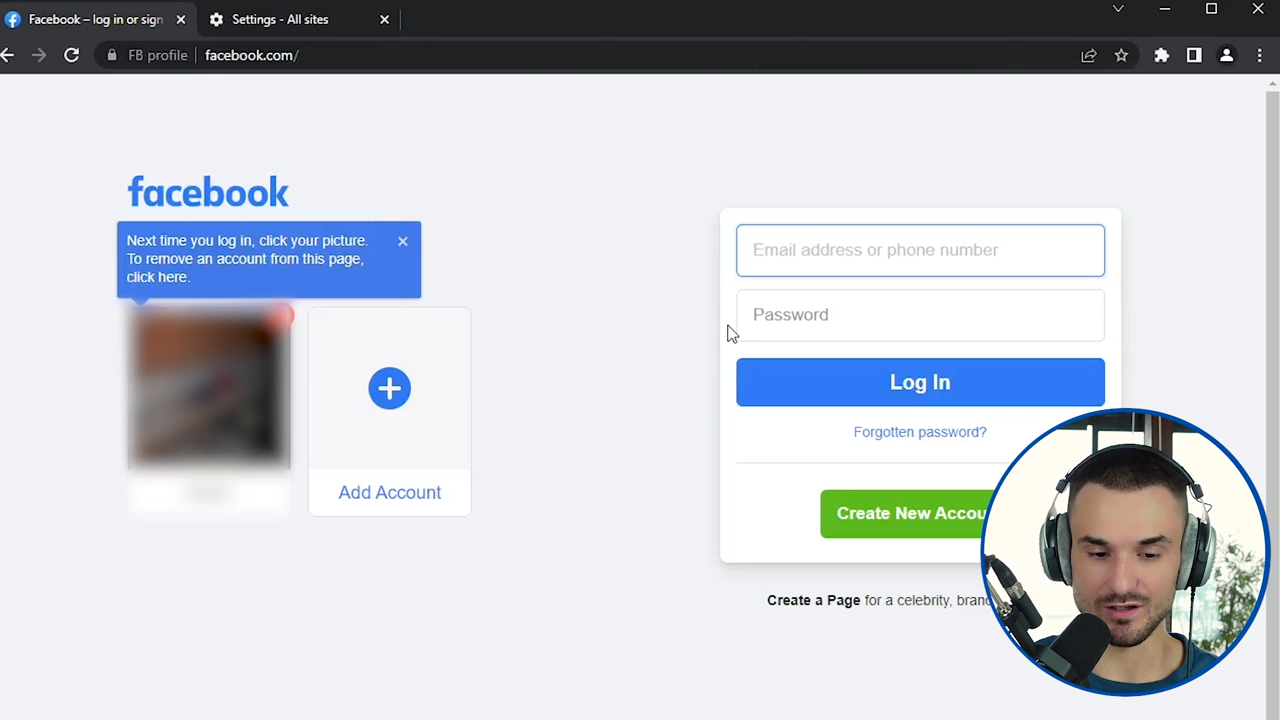 Facebook – log in or sign
Settings - All sites
FB profile
facebook.com/
facebook
Next time you log in, click your picture.
To remove an account from this page,
click here.
Add Account
Email address or phone number
Password
Log In
Forgotten password?
Create New Accou
Create a Page for a celebrity, branc